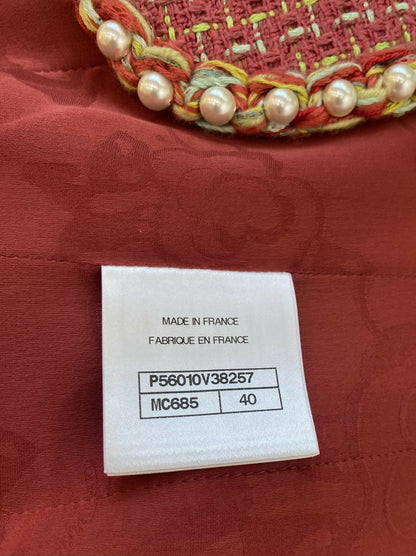 MADE IN FRANCE
FABRIQUE EN FRANCE
P56010V38257
MC685 40